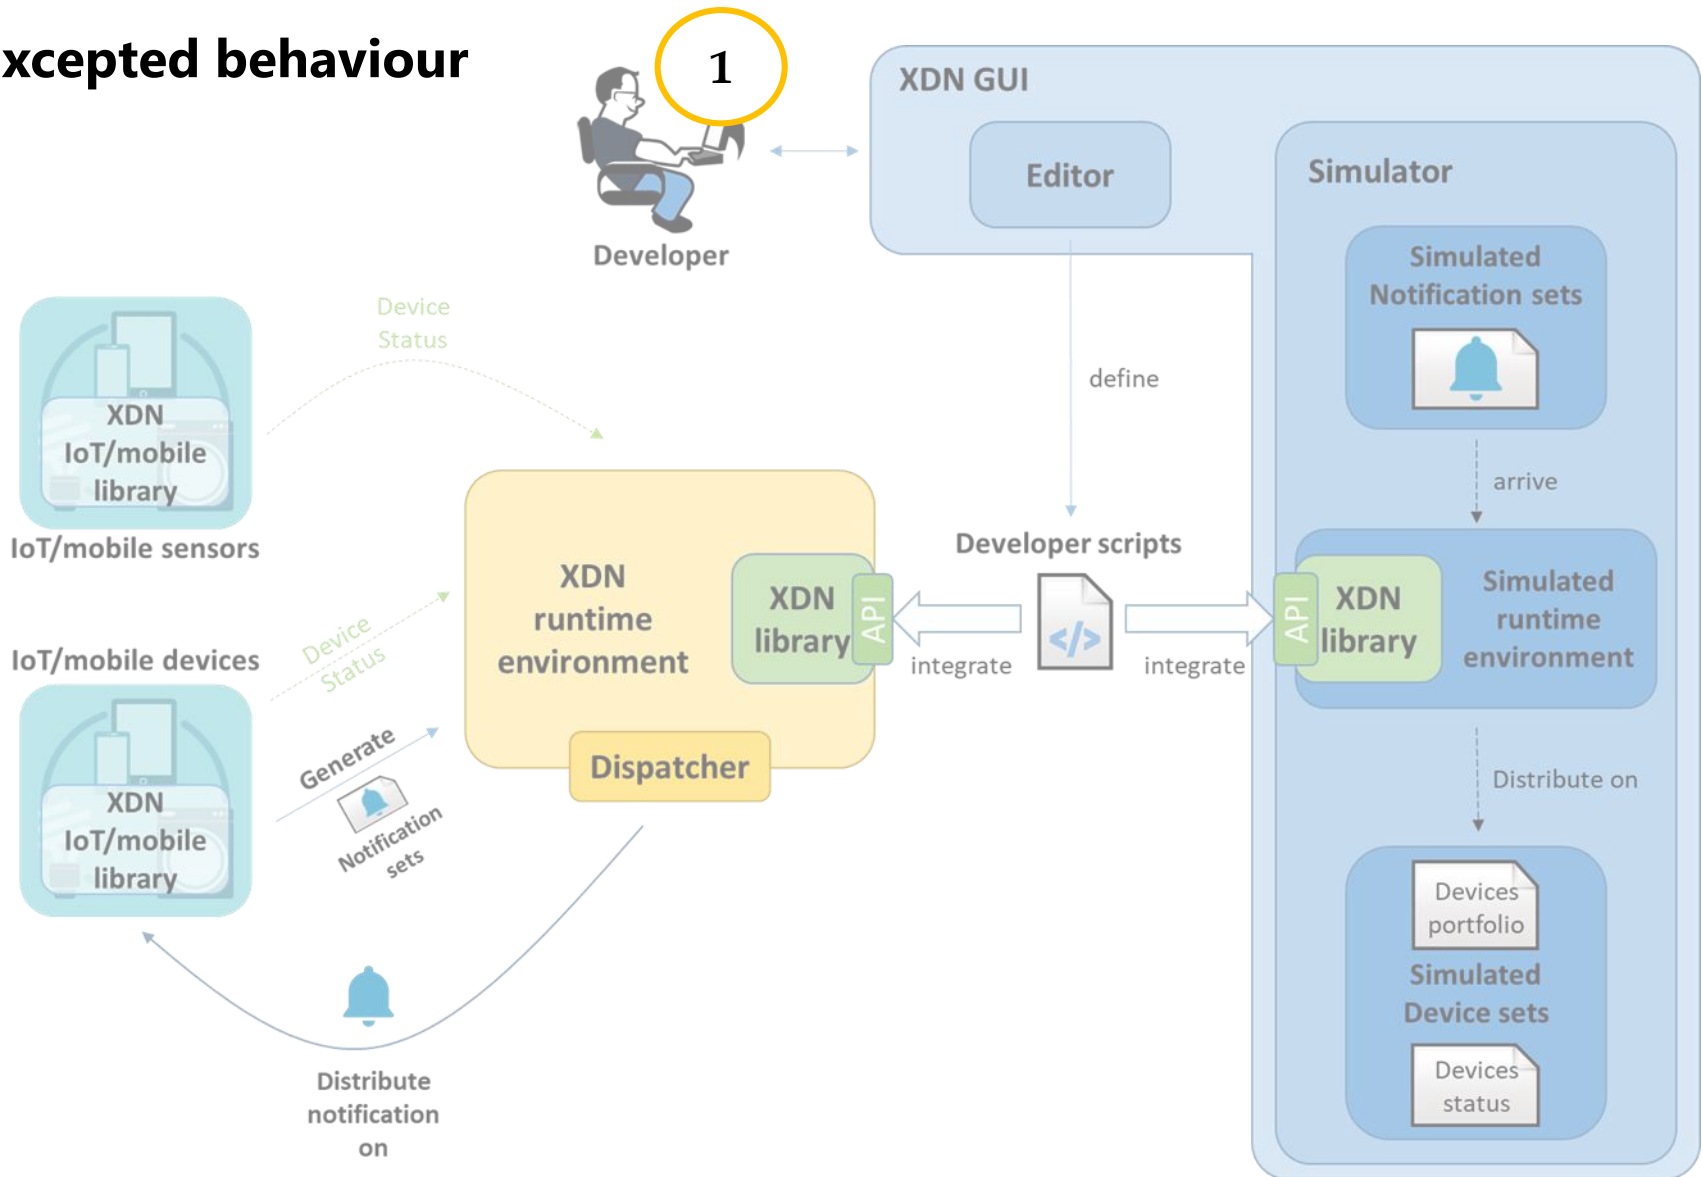 xcepted behaviour
1
XDN GUI
Editor
Simulator
Developer
Simulated
Notification sets
Device
Status
define
arrive
XDN
IoT/mobile
library
IoT/mobile sensors
Developer scripts
XDN
runtime
environment
XDN
library
API
integrate
</>
integrate
API
XDN
library
Simulated
runtime
environment
IoT/mobile devices
Device
Status
Generate
Notification
sets
Dispatcher
Distribute on
XDN
IoT/mobile
library
Devices
portfolio
Simulated
Device sets
Devices
status
Distribute
notification
on